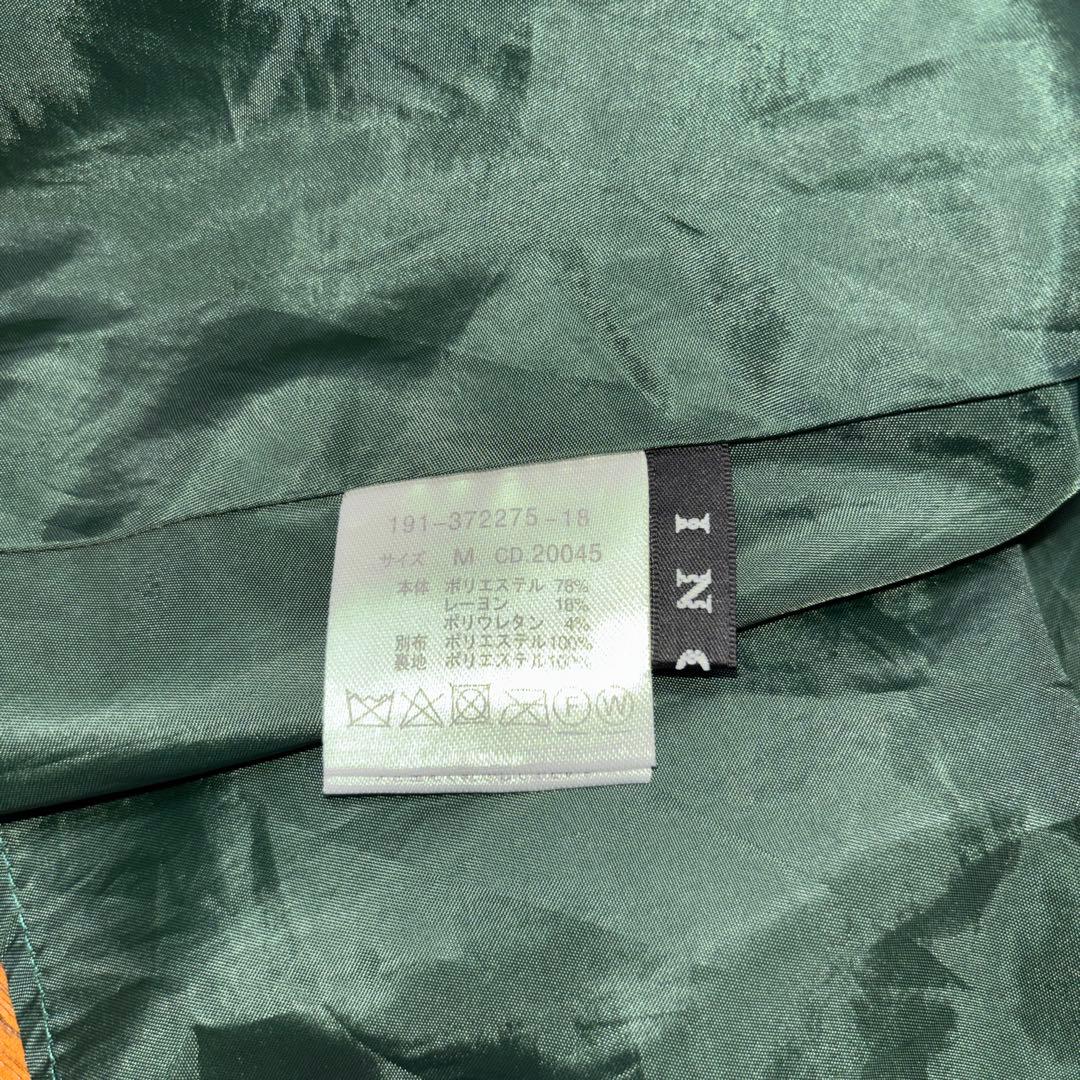 191-372275-18
サイズ M CD.20045
本体 ポリエステル 78%
レーヨン 18%
ポリウレタン 4%
別布 ポリエステル100%
裏地 ポリエステル100%
F W
I N